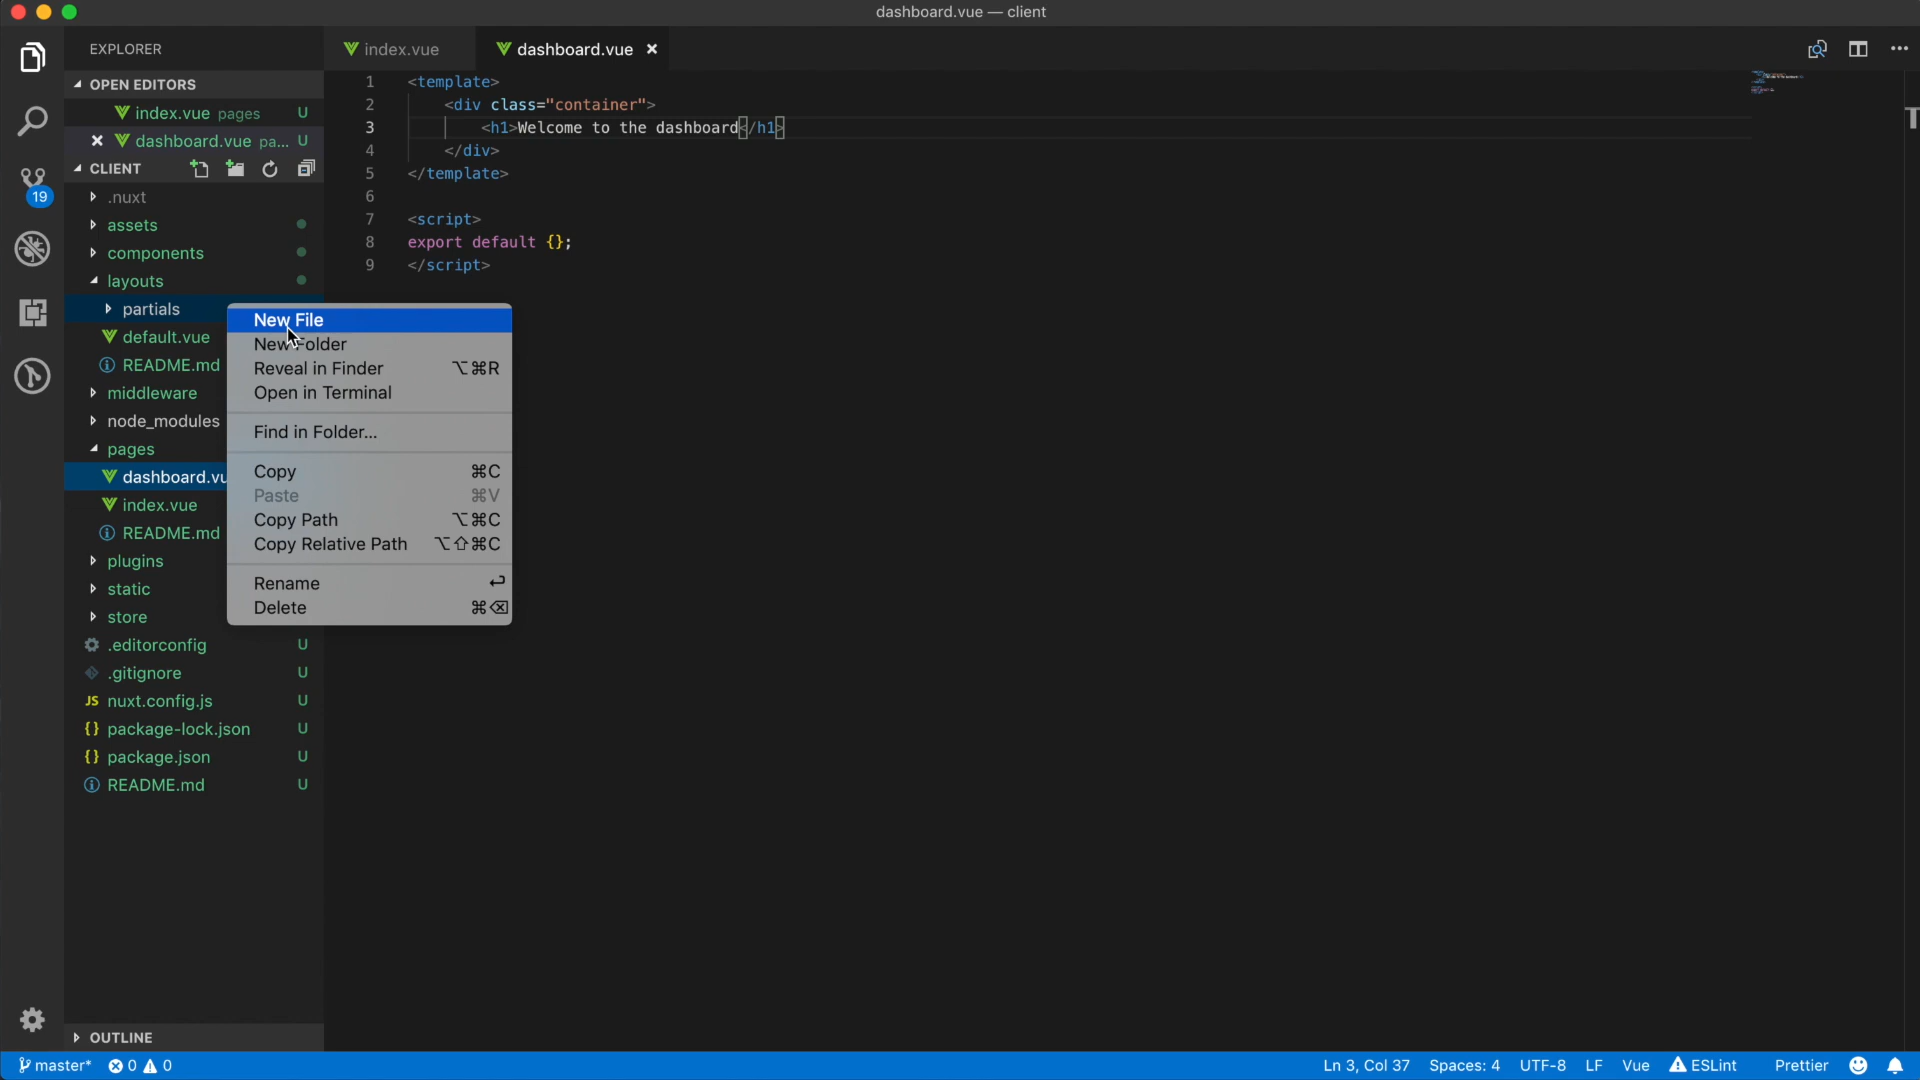 dashboard.vue — client
EXPLORER
index.vue
dashboard.vue
OPEN EDITORS
index.vue pages U
dashboard.vue pa... U
CLIENT
.nuxt
assets
components
layouts
partials
default.vue
README.md
middleware
node_modules
pages
dashboard.vu
index.vue
README.md
plugins
static
store
.editorconfig U
.gitignore U
JS nuxt.config.js U
{} package-lock.json U
{} package.json U
README.md U
OUTLINE
19
1 <template>
2 <div class="container">
3 <h1>Welcome to the dashboard</h1>
4 </div>
5 </template>
6
7 <script>
8 export default {};
9 </script>
New File
New Folder
Reveal in Finder ⌥⌘R
Open in Terminal
Find in Folder...
Copy ⌘C
Paste ⌘V
Copy Path ⌥⌘C
Copy Relative Path ⌥⇧⌘C
Rename ↩
Delete ⌘⌫
master* 0 0
Ln 3, Col 37 Spaces: 4 UTF-8 LF Vue ESLint Prettier